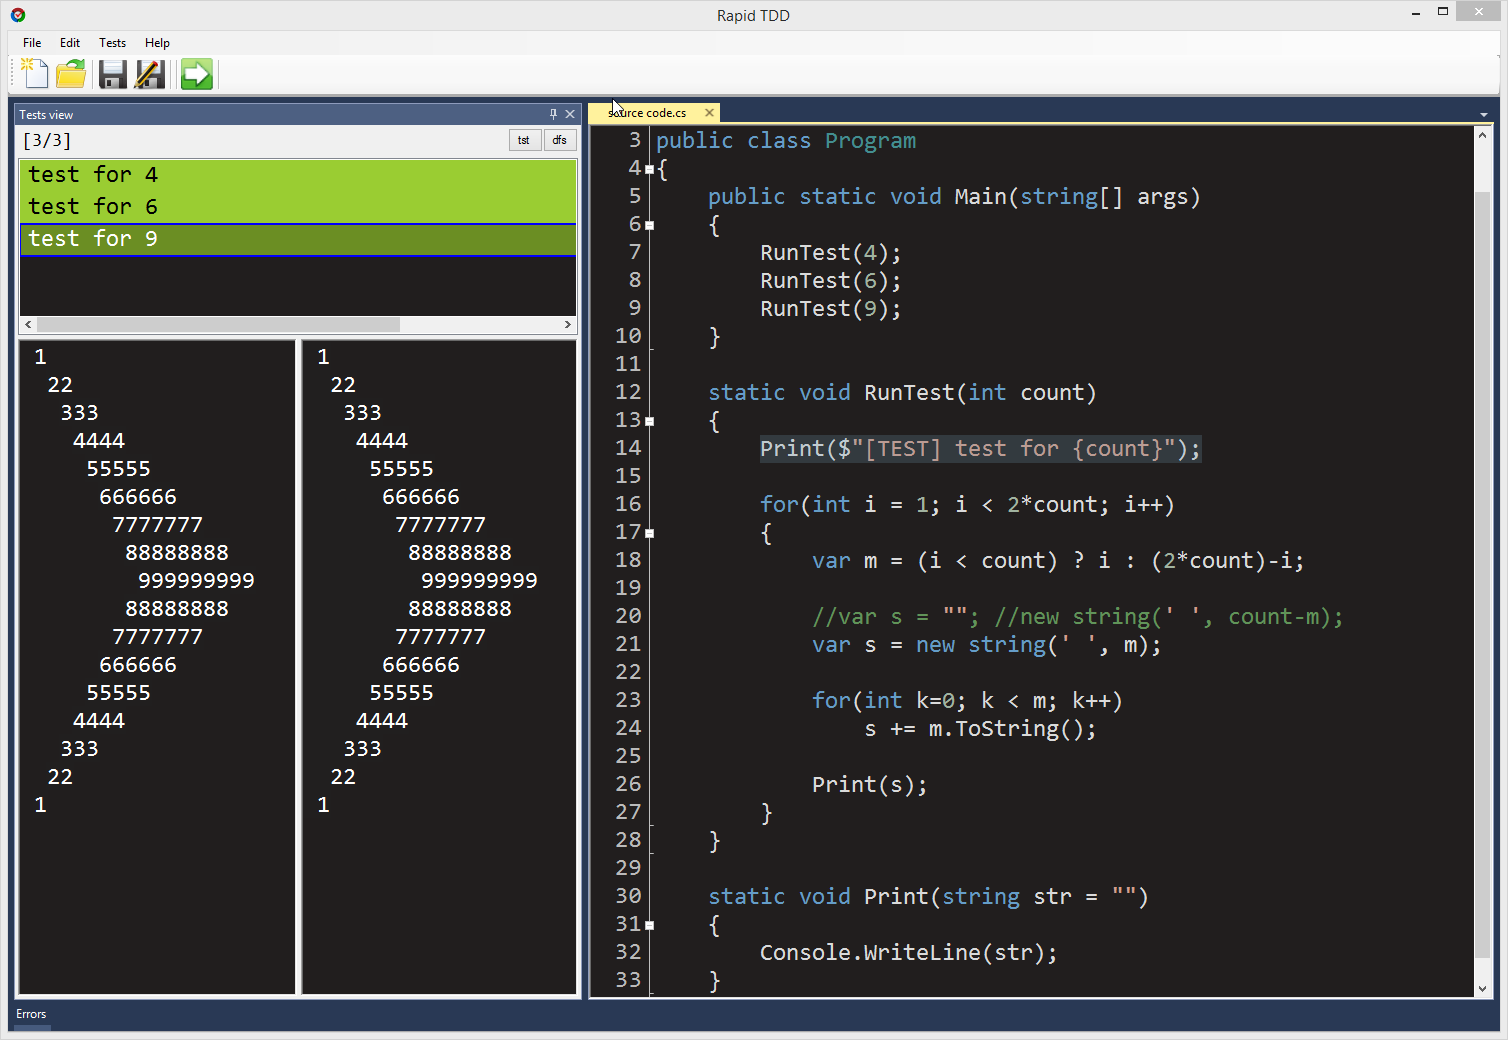 Rapid TDD
File Edit Tests Help
Tests view
[3/3] tst dfs
test for 4
test for 6
test for 9
1
22
333
4444
55555
666666
7777777
88888888
999999999
88888888
7777777
666666
55555
4444
333
22
1
1
22
333
4444
55555
666666
7777777
88888888
999999999
88888888
7777777
666666
55555
4444
333
22
1
source code.cs
3 public class Program
4 {
5     public static void Main(string[] args)
6     {
7         RunTest(4);
8         RunTest(6);
9         RunTest(9);
10     }
11
12     static void RunTest(int count)
13     {
14         Print($"[TEST] test for {count}");
15
16         for(int i = 1; i < 2*count; i++)
17         {
18             var m = (i < count) ? i : (2*count)-i;
19
20             //var s = ""; //new string(' ', count-m);
21             var s = new string(' ', m);
22
23             for(int k=0; k < m; k++)
24                 s += m.ToString();
25
26             Print(s);
27         }
28     }
29
30     static void Print(string str = "")
31     {
32         Console.WriteLine(str);
33     }
Errors